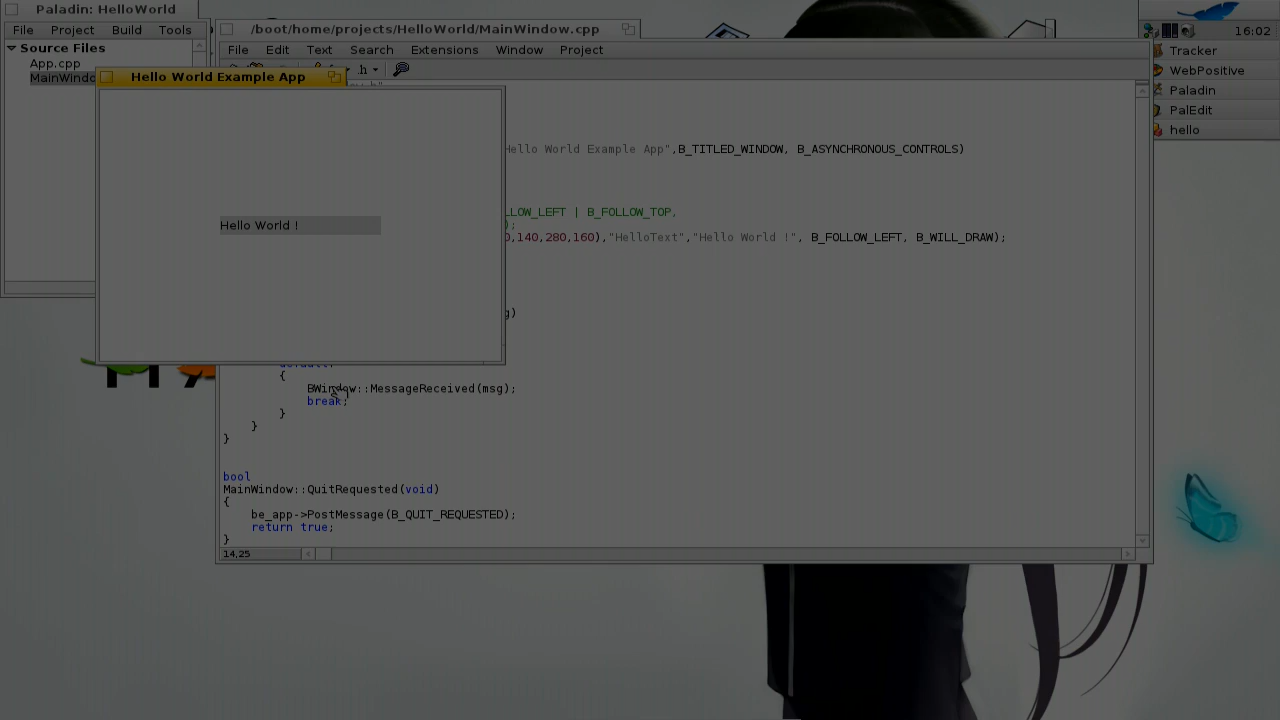 Paladin: HelloWorld
File Project Build Tools
Source Files
App.cpp
MainWindo
/boot/home/projects/HelloWorld/MainWindow.cpp
File Edit Text Search Extensions Window Project
h
Hello World Example App
Hello World !
Hello World Example App",B_TITLED_WINDOW, B_ASYNCHRONOUS_CONTROLS)
LLOW_LEFT | B_FOLLOW_TOP,
);
0,140,280,160),"HelloText","Hello World !", B_FOLLOW_LEFT, B_WILL_DRAW);
g)
default:
{
BWindow::MessageReceived(msg);
break;
}
}
}
bool
MainWindow::QuitRequested(void)
{
be_app->PostMessage(B_QUIT_REQUESTED);
return true;
}
14,25
16:02
Tracker
WebPositive
Paladin
PalEdit
hello